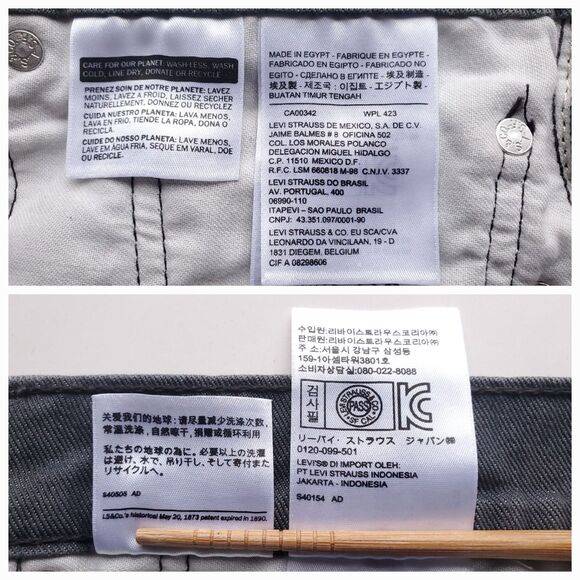 CARE FOR OUR PLANET: WASH LESS, WASH
COLD, LINE DRY, DONATE OR RECYCLE
PRENEZ SOIN DE NOTRE PLANETE: LAVEZ
MOINS, LAVEZ A FROID, LAISSEZ SECHER
NATURELLEMENT, DONNEZ OU RECYCLEZ
CUIDA NUESTRO PLANETA: LAVA MENOS,
LAVA EN FRIO, TIENDE LA ROPA, DONA O
RECICLA
CUIDE DO NOSSO PLANETA: LAVE MENOS,
LAVE EM ÁGUA FRIA, SEQUE EM VARAL, DOE
OU RECICLE.
MADE IN EGYPT - FABRIQUE EN EGYPTE -
FABRICADO EN EGIPTO - FABRICADO NO
EGITO - СДЕЛАНО В ЕГИПТЕ - 埃及制造
- 埃及製 - 제조국 : 이집트 - エジプト製 -
BUATAN TIMUR TENGAH
CA00342 WPL 423
LEVI STRAUSS DE MEXICO, S.A. DE C.V.
JAIME BALMES # 8 OFICINA 502
COL. LOS MORALES POLANCO
DELEGACION MIGUEL HIDALGO
C.P. 11510 MEXICO D.F.
R.F.C. LSM 660818 M-98 C.N.I.V. 3337
LEVI STRAUSS DO BRASIL
AV. PORTUGAL, 400
06990-110
ITAPEVI – SAO PAULO BRASIL
CNPJ: 43.351.097/0001-90
LEVI STRAUSS & CO. EU SCA/CVA
LEONARDO DA VINCILAAN, 19 - D
1831 DIEGEM, BELGIUM
CIF A 08298606
수입원:리바이스트라우스코리아㈜
판매원:리바이스트라우스코리아㈜
주 소:서울시 강남구 삼성동
159-1아셈타워3801호
소비자상담실:080-022-8088
검사필
PASS
リーバイ・ストラウス ジャパン㈱
0120-099-501
LEVI'S® DI IMPORT OLEH:
PT LEVI STRAUSS INDONESIA
JAKARTA - INDONESIA
S40154 AD
关爱我们的地球: 请尽量减少洗涤次数,
常温洗涤, 自然晾干, 捐赠或循环利用
私たちの地球の為に。必要以上の洗濯
は避け、水で、吊り干し、そして寄付また
リサイクルへ。
S40505 AD
LS&Co.'s historical May 20, 1873 patent expired in 1890.